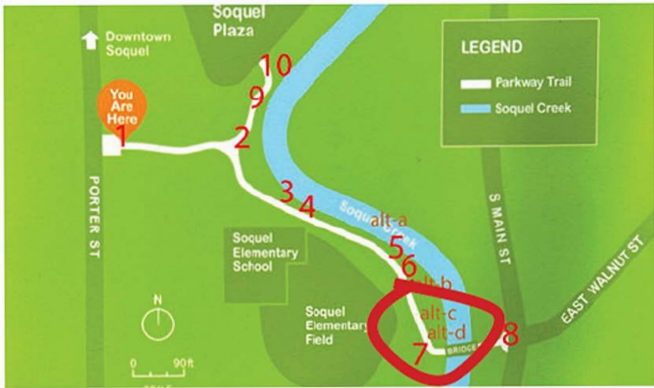 Soquel
Plaza
Downtown
Soquel
LEGEND
Parkway Trail
Soquel Creek
You
Are
Here
1
10
9
2
PORTER ST
3
4
Soquel Creek
alt-a
5
6
alt-b
S MAIN ST
EAST WALNUT ST
Soquel
Elementary
School
Soquel
Elementary
Field
alt-c
alt-d
7
BRIDGE
8
N
0
90ft